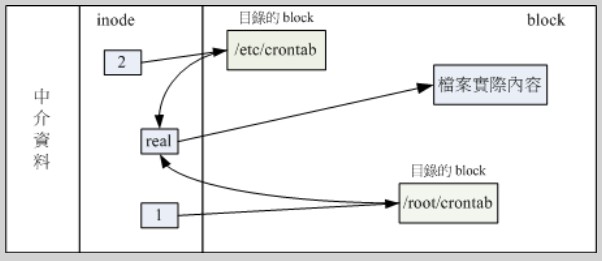 inode
block
目錄的 block
/etc/crontab
2
檔案實際內容
中介資料
real
目錄的 block
/root/crontab
1